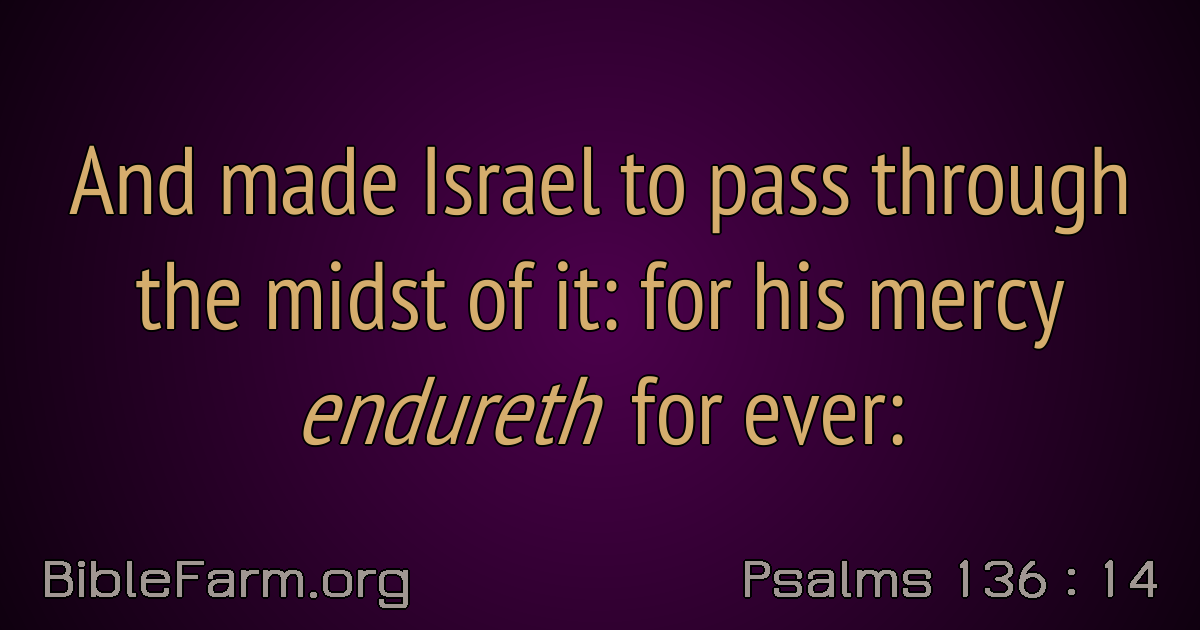 And made Israel to pass through
the midst of it: for his mercy
endureth for ever:
BibleFarm.org
Psalms 136 : 14